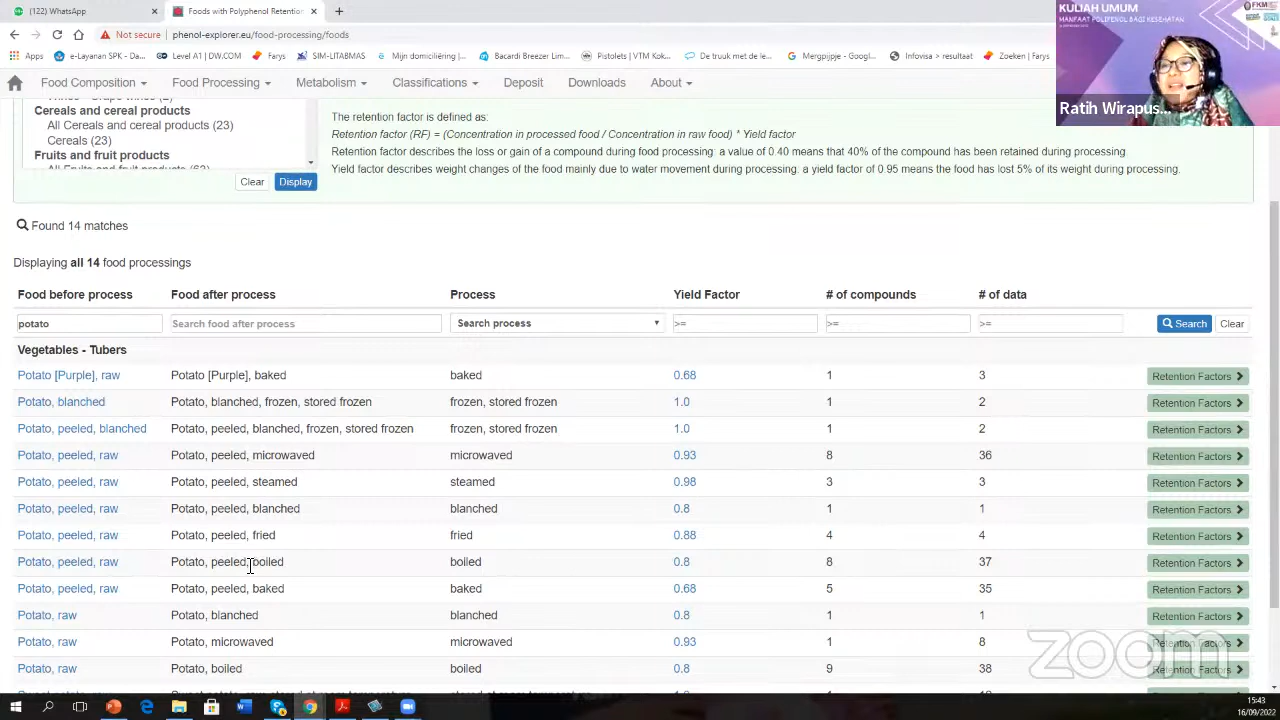 (122) WhatsApp
Foods with Polyphenol Retention
Not secure
phenol-explorer.eu/food-processing/foods
Apps
e-Layanan SPK - Da...
Level A1 | DW.COM
Farys
SIM-LITABMAS
Mijn domiciliëring |...
Bacardi Breezer Lim...
Pistolets | VTM Kok...
De truk met de le...
Mergpijpje - Googl...
Infovisa > resultaat
Zoeken | Farys
KULIAH UMUM
MANFAAT POLIFENOL BAGI KESEHATAN
FKM
Ratih Wirapus...
Food Composition
Food Processing
Metabolism
Classifications
Deposit
Downloads
About
Cereals and cereal products
All Cereals and cereal products (23)
Cereals (23)
Fruits and fruit products
Clear
Display
The retention factor is defined as:
Retention factor (RF) = (Concentration in processed food / Concentration in raw food) * Yield factor
Retention factor describes the loss or gain of a compound during food processing: a value of 0.40 means that 40% of the compound has been retained during processing
Yield factor describes weight changes of the food mainly due to water movement during processing: a yield factor of 0.95 means the food has lost 5% of its weight during processing.
Found 14 matches
Displaying all 14 food processings
Food before process Food after process Process Yield Factor # of compounds # of data
potato Search food after process Search process >= >= >= Search Clear
Vegetables - Tubers
Potato [Purple], raw Potato [Purple], baked baked 0.68 1 3 Retention Factors
Potato, blanched Potato, blanched, frozen, stored frozen frozen, stored frozen 1.0 1 2 Retention Factors
Potato, peeled, blanched Potato, peeled, blanched, frozen, stored frozen frozen, stored frozen 1.0 1 2 Retention Factors
Potato, peeled, raw Potato, peeled, microwaved microwaved 0.93 8 36 Retention Factors
Potato, peeled, raw Potato, peeled, steamed steamed 0.98 3 3 Retention Factors
Potato, peeled, raw Potato, peeled, blanched blanched 0.8 1 1 Retention Factors
Potato, peeled, raw Potato, peeled, fried fried 0.88 4 4 Retention Factors
Potato, peeled, raw Potato, peeled, boiled boiled 0.8 8 37 Retention Factors
Potato, peeled, raw Potato, peeled, baked baked 0.68 5 35 Retention Factors
Potato, raw Potato, blanched blanched 0.8 1 1 Retention Factors
Potato, raw Potato, microwaved microwaved 0.93 1 8 Retention Factors
Potato, raw Potato, boiled boiled 0.8 9 38 Retention Factors
zoom
15:43
16/09/2022